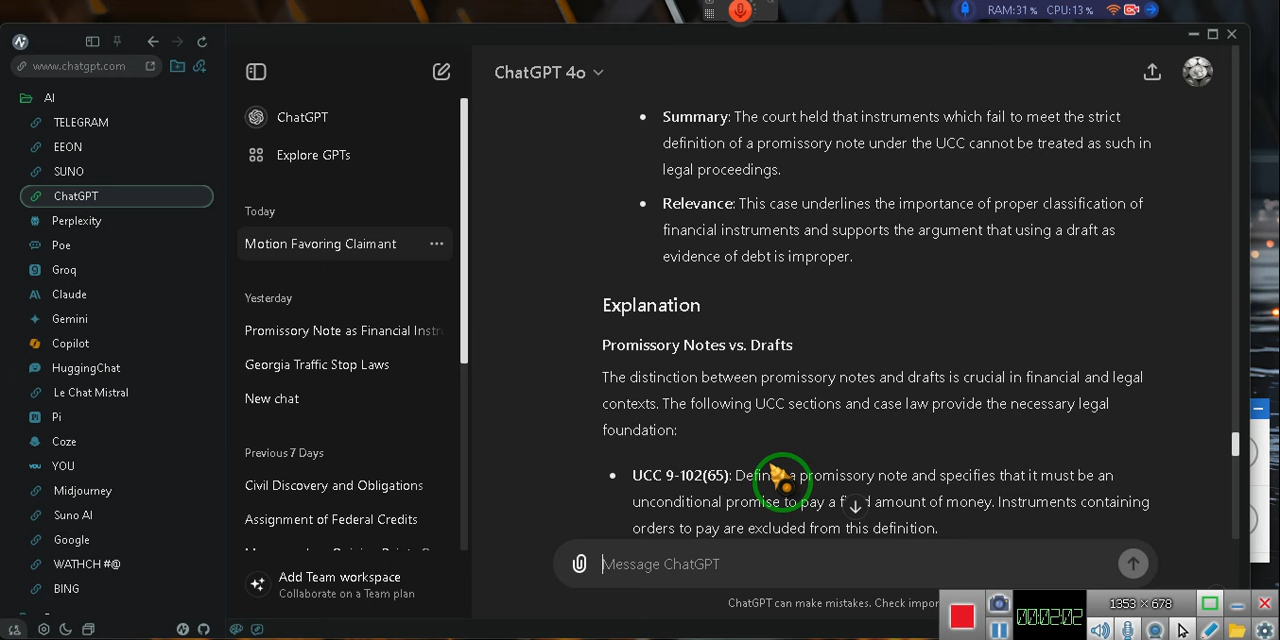 RAM:31% CPU:13%
www.chatgpt.com
AI
TELEGRAM
EEON
SUNO
ChatGPT
Perplexity
Poe
Groq
Claude
Gemini
Copilot
HuggingChat
Le Chat Mistral
Pi
Coze
YOU
Midjourney
Suno AI
Google
WATHCH #@
BING
ChatGPT
Explore GPTs
Today
Motion Favoring Claimant
Yesterday
Promissory Note as Financial Instru
Georgia Traffic Stop Laws
New chat
Previous 7 Days
Civil Discovery and Obligations
Assignment of Federal Credits
Add Team workspace
Collaborate on a Team plan
ChatGPT 4o
Summary: The court held that instruments which fail to meet the strict
definition of a promissory note under the UCC cannot be treated as such in
legal proceedings.
Relevance: This case underlines the importance of proper classification of
financial instruments and supports the argument that using a draft as
evidence of debt is improper.
Explanation
Promissory Notes vs. Drafts
The distinction between promissory notes and drafts is crucial in financial and legal
contexts. The following UCC sections and case law provide the necessary legal
foundation:
UCC 9-102(65): a promissory note and specifies that it must be an
unconditional promise to pay a amount of money. Instruments containing
orders to pay are excluded from this definition.
Message ChatGPT
ChatGPT can make mistakes. Check impor
00:02:02
1353 × 678